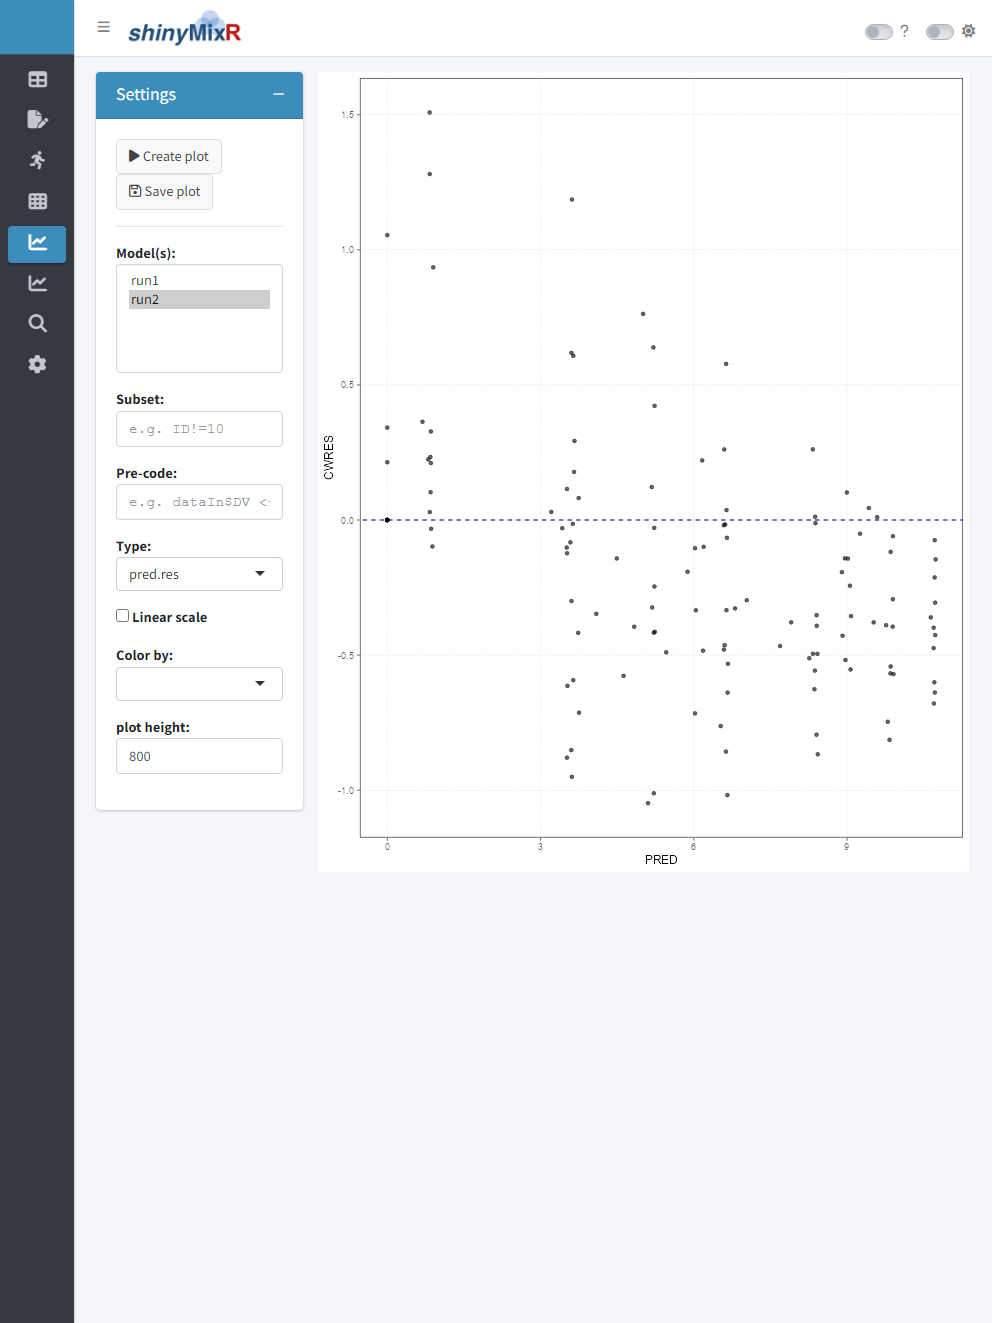 shinyMixR
?
Settings
Create plot
Save plot
Model(s):
run1
run2
Subset:
e.g. ID!=10
Pre-code:
e.g. dataIn$DV <-
Type:
pred.res
Linear scale
Color by:
plot height:
800
CWRES
1.5
1.0
0.5
0.0
-0.5
-1.0
0 3 6 9
PRED